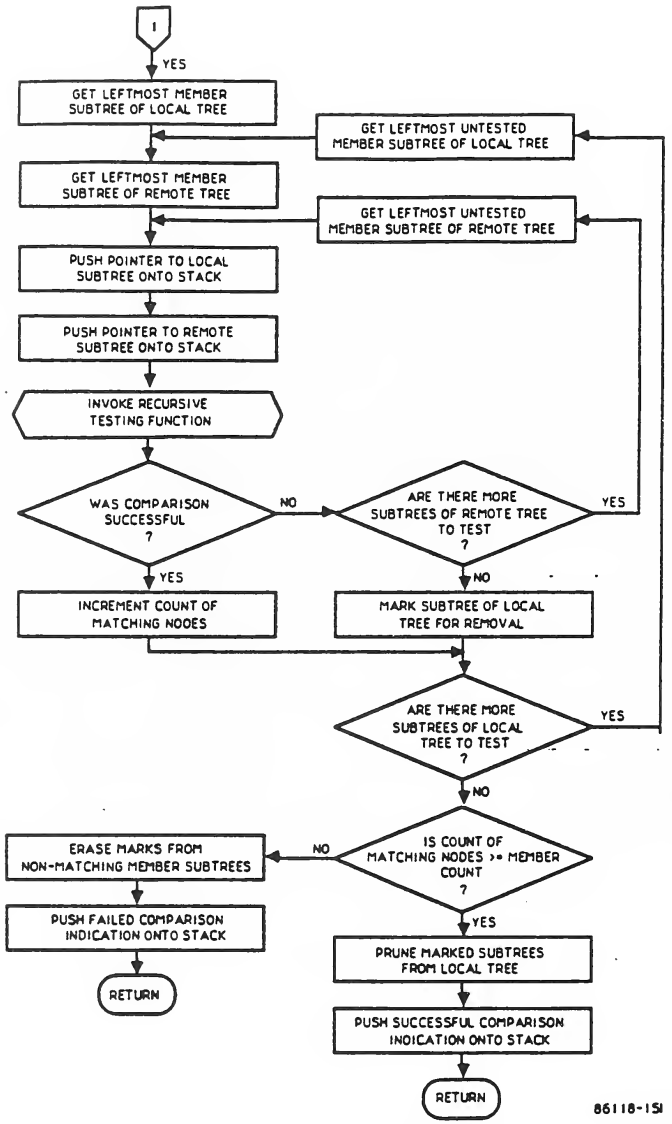 1
YES
GET LEFTMOST MEMBER
SUBTREE OF LOCAL TREE
GET LEFTMOST UNTESTED
MEMBER SUBTREE OF LOCAL TREE
GET LEFTMOST MEMBER
SUBTREE OF REMOTE TREE
GET LEFTMOST UNTESTED
MEMBER SUBTREE OF REMOTE TREE
PUSH POINTER TO LOCAL
SUBTREE ONTO STACK
PUSH POINTER TO REMOTE
SUBTREE ONTO STACK
INVOKE RECURSIVE
TESTING FUNCTION
WAS COMPARISON
SUCCESSFUL
?
NO
ARE THERE MORE
SUBTREES OF REMOTE TREE
TO TEST
?
YES
YES
NO
INCREMENT COUNT OF
MATCHING NODES
MARK SUBTREE OF LOCAL
TREE FOR REMOVAL
ARE THERE MORE
SUBTREES OF LOCAL
TREE TO TEST
?
YES
NO
IS COUNT OF
MATCHING NODES >= MEMBER
COUNT
?
NO
ERASE MARKS FROM
NON-MATCHING MEMBER SUBTREES
YES
PUSH FAILED COMPARISON
INDICATION ONTO STACK
PRUNE MARKED SUBTREES
FROM LOCAL TREE
RETURN
PUSH SUCCESSFUL COMPARISON
INDICATION ONTO STACK
RETURN
86118-151